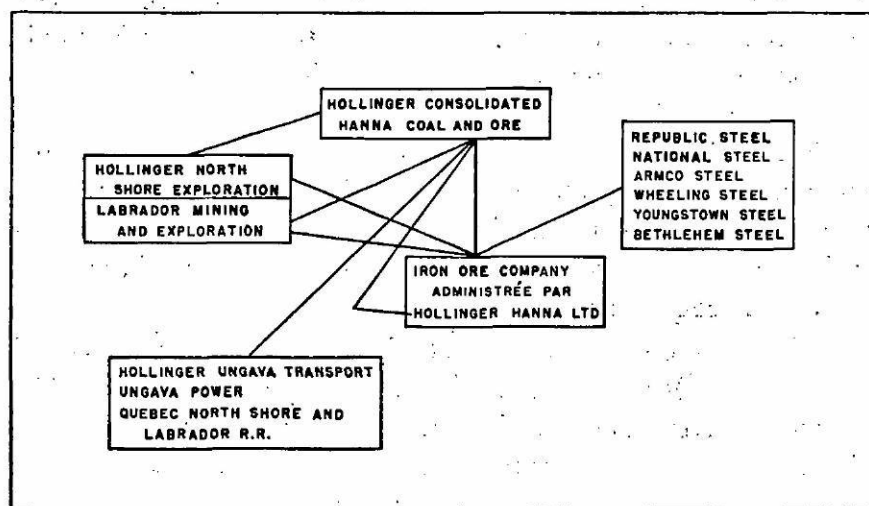 HOLLINGER CONSOLIDATED
HANNA COAL AND ORE
HOLLINGER NORTH
SHORE EXPLORATION
LABRADOR MINING
AND EXPLORATION
REPUBLIC STEEL
NATIONAL STEEL
ARMCO STEEL
WHEELING STEEL
YOUNGSTOWN STEEL
BETHLEHEM STEEL
IRON ORE COMPANY
ADMINISTRÉE PAR
HOLLINGER HANNA LTD
HOLLINGER UNGAVA TRANSPORT
UNGAVA POWER
QUEBEC NORTH SHORE AND
LABRADOR R.R.